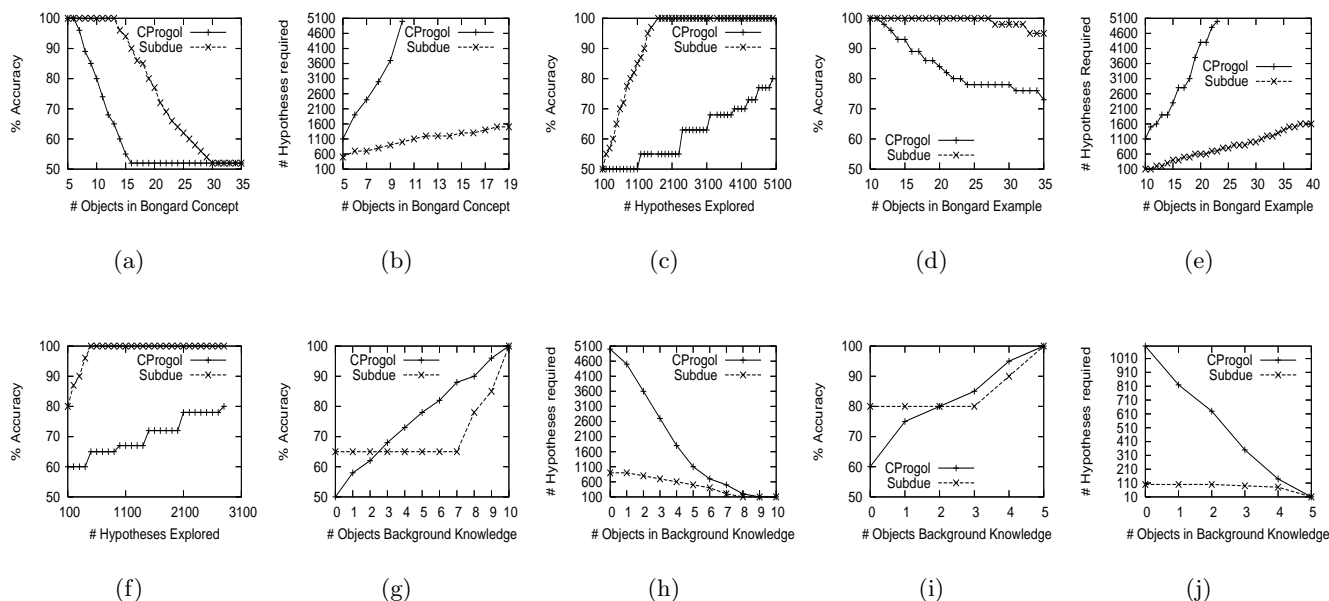 % Accuracy
100
90
80
70
60
50
CProgol
Subdue
5 10 15 20 25 30 35
# Objects in Bongard Concept
(a)
# Hypotheses required
5100
4600
4100
3600
3100
2600
2100
1600
1100
600
100
CProgol
Subdue
5 7 9 11 13 15 17 19
# Objects in Bongard Concept
(b)
% Accuracy
100
90
80
70
60
50
CProgol
Subdue
100 1100 2100 3100 4100 5100
# Hypotheses Explored
(c)
% Accuracy
100
90
80
70
60
50
CProgol
Subdue
10 15 20 25 30 35
# Objects in Bongard Example
(d)
# Hypotheses Required
5100
4600
4100
3600
3100
2600
2100
1600
1100
600
100
CProgol
Subdue
10 15 20 25 30 35 40
# Objects in Bongard Example
(e)
% Accuracy
100
90
80
70
60
50
CProgol
Subdue
100 1100 2100 3100
# Hypotheses Explored
(f)
% Accuracy
100
90
80
70
60
50
CProgol
Subdue
0 1 2 3 4 5 6 7 8 9 10
# Objects Background Knowledge
(g)
# Hypotheses required
5100
4600
4100
3600
3100
2600
2100
1600
1100
600
100
CProgol
Subdue
0 1 2 3 4 5 6 7 8 9 10
# Objects in Background Knowledge
(h)
% Accuracy
100
90
80
70
60
50
CProgol
Subdue
0 1 2 3 4 5
# Objects Background Knowledge
(i)
# Hypotheses required
1010
910
810
710
610
510
410
310
210
110
10
CProgol
Subdue
0 1 2 3 4 5
# Objects in Background Knowledge
(j)